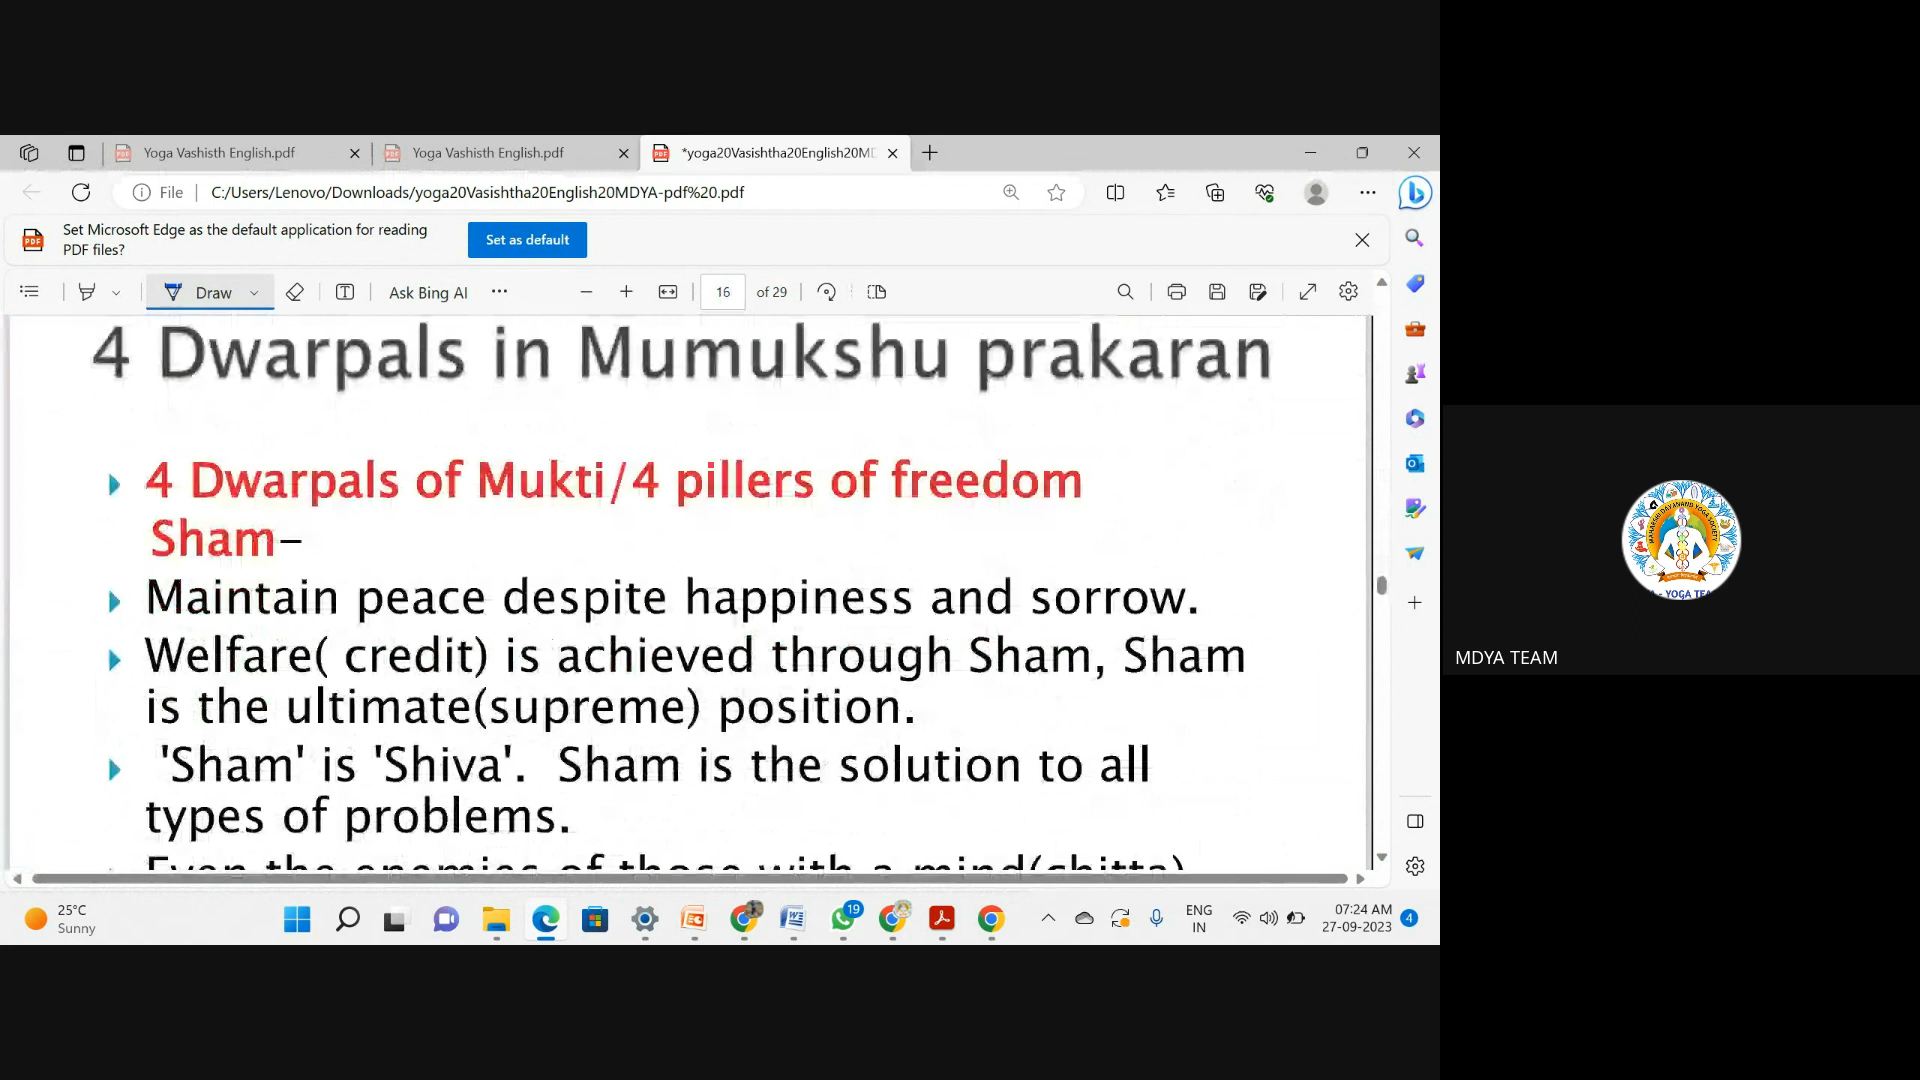 Yoga Vashisth English.pdf
Yoga Vashisth English.pdf
*yoga20Vasishtha20English20MD
File
C:/Users/Lenovo/Downloads/yoga20Vasishtha20English20MDYA-pdf%20.pdf
Set Microsoft Edge as the default application for reading
PDF files?
Set as default
Draw
Ask Bing AI
16
of 29
4 Dwarpals in Mumukshu prakaran
4 Dwarpals of Mukti/4 pillers of freedom
Sham-
Maintain peace despite happiness and sorrow.
Welfare( credit) is achieved through Sham, Sham
is the ultimate(supreme) position.
'Sham' is 'Shiva'.  Sham is the solution to all
types of problems.
Even the enemies of those with a mind(chitta)
MDYA TEAM
25°C
Sunny
19
ENG
IN
07:24 AM
27-09-2023
4